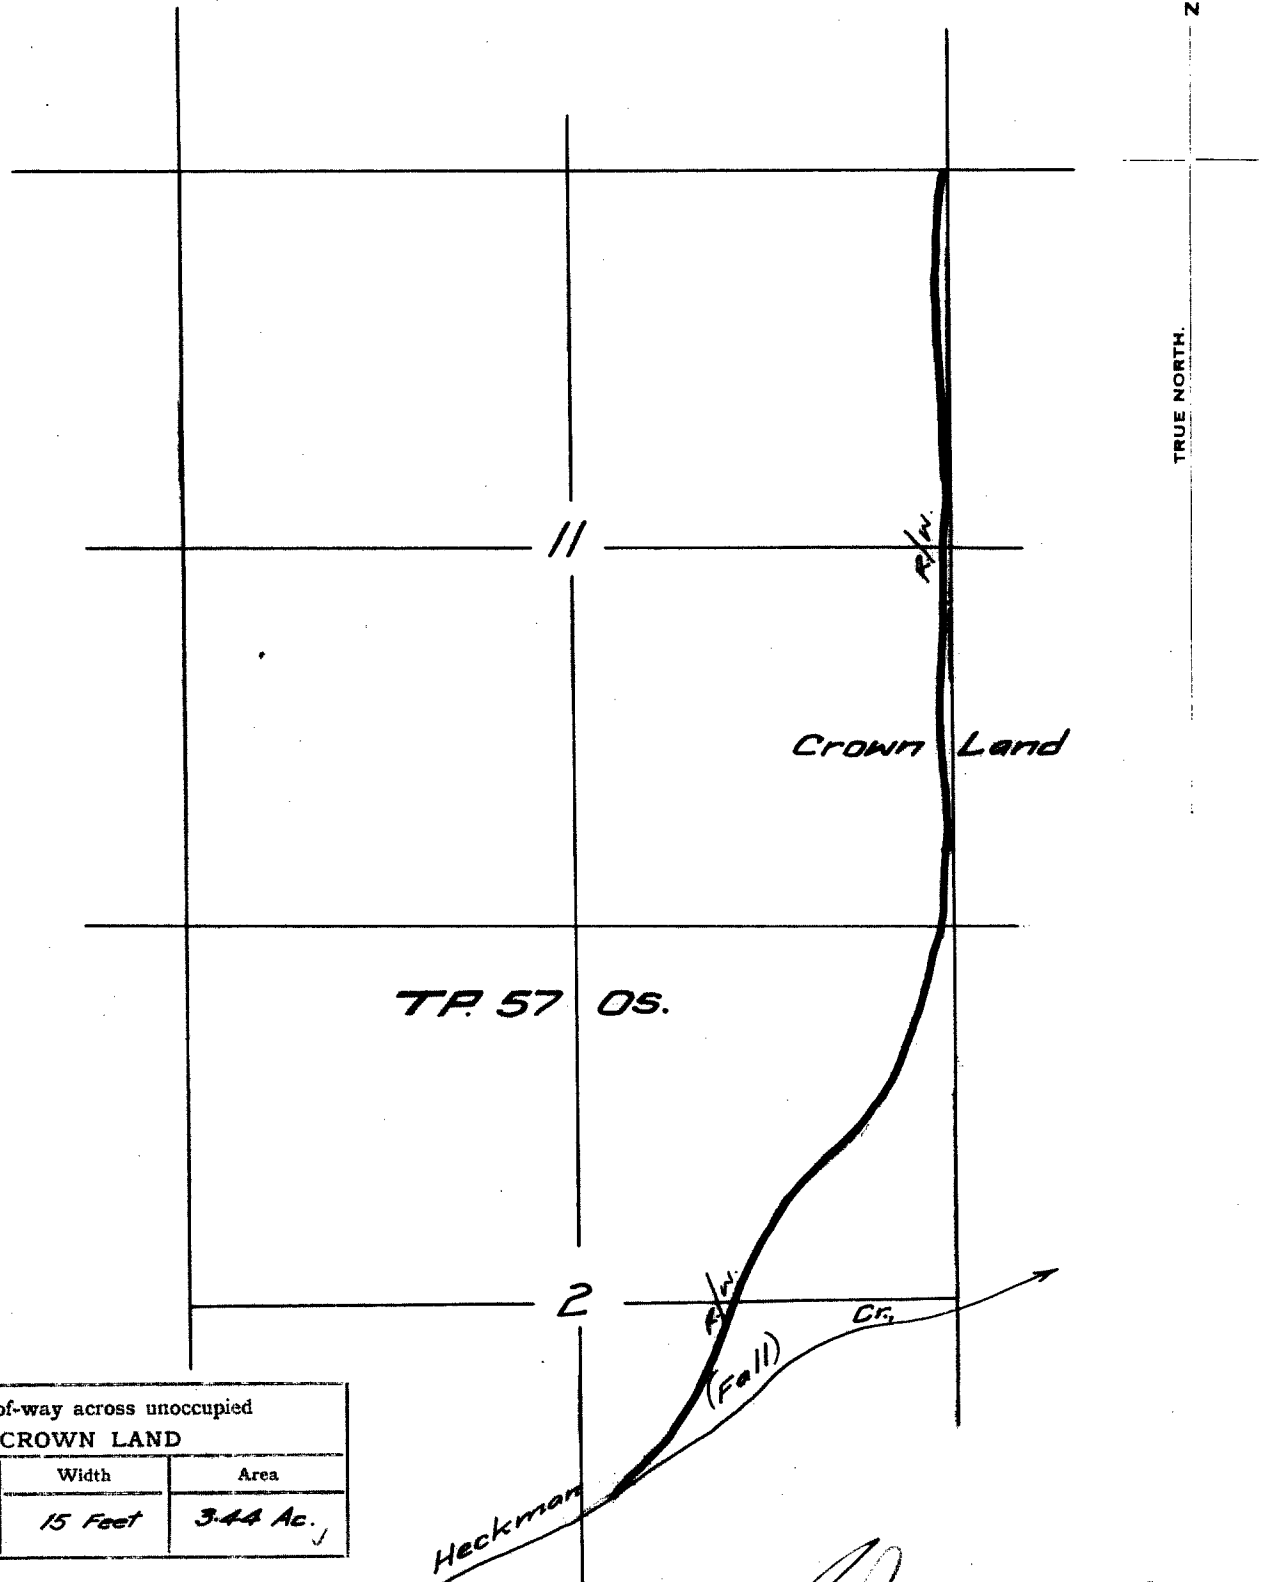 N
TRUE NORTH.
11
R/W.
Crown Land
TP. 57 Os.
2
R/W.
Cr.,
(Fall)
Heckman
of-way across unoccupied
CROWN LAND
Width Area
15 Feet 3.44 Ac.